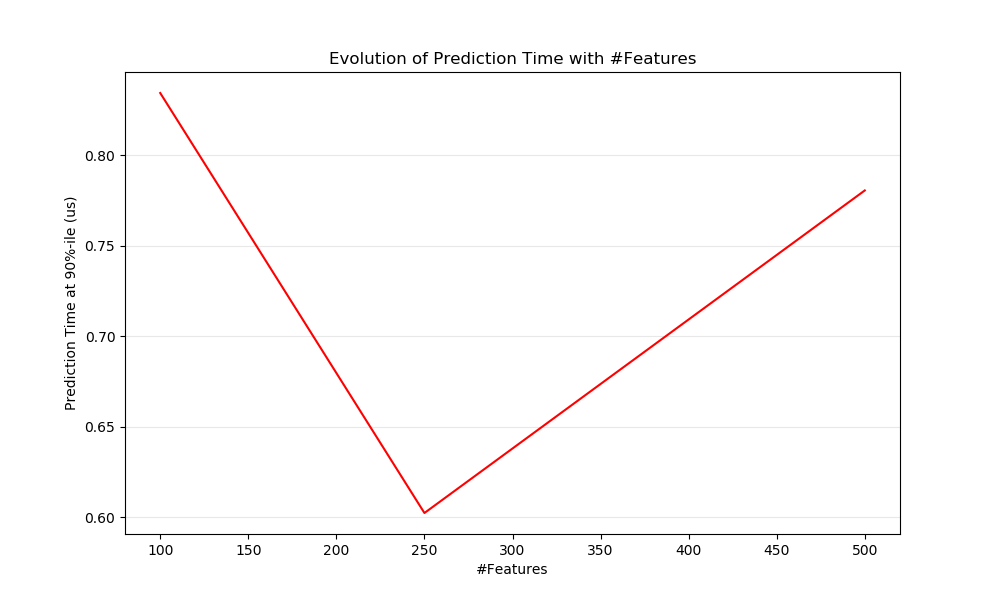 Evolution of Prediction Time with #Features
Prediction Time at 90%-ile (us)
0.80
0.75
0.70
0.65
0.60
100 150 200 250 300 350 400 450 500
#Features